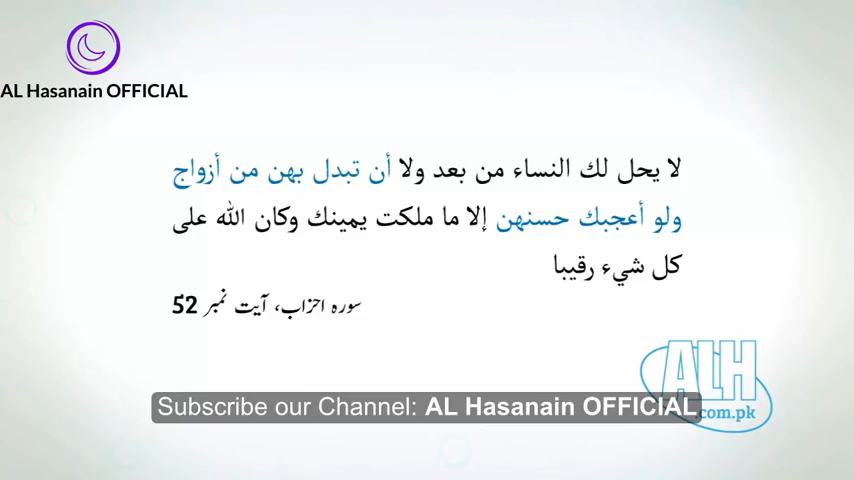 AL Hasanain OFFICIAL
لا يحل لك النساء من بعد ولا أن تبدل بهن من أزواج
ولو أعجبك حسنهن إلا ما ملكت يمينك وكان الله على
كل شيء رقيبا
سورہ احزاب، آیت نمبر 52
ALH
.com.pk
Subscribe our Channel: AL Hasanain OFFICIAL